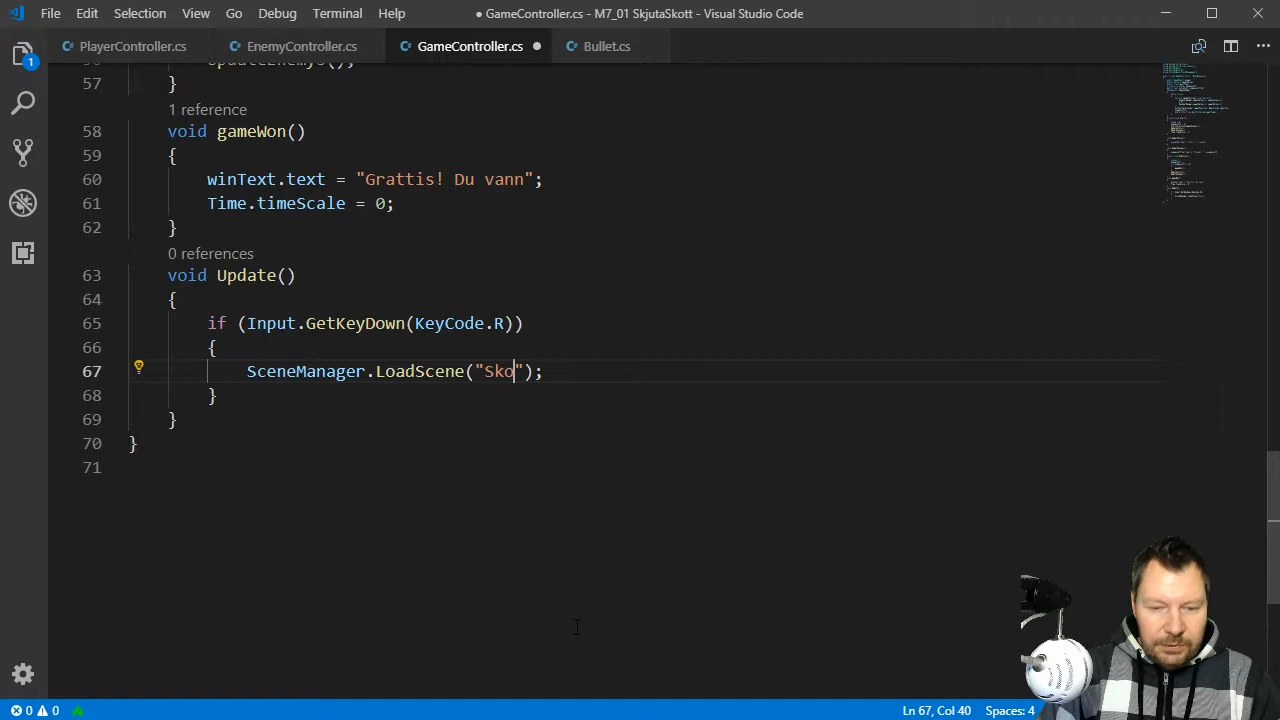 File Edit Selection View Go Debug Terminal Help
● GameController.cs - M7_01 SkjutaSkott - Visual Studio Code
PlayerController.cs EnemyController.cs GameController.cs Bullet.cs
57 }
1 reference
58 void gameWon()
59 {
60 winText.text = "Grattis! Du vann";
61 Time.timeScale = 0;
62 }
0 references
63 void Update()
64 {
65 if (Input.GetKeyDown(KeyCode.R))
66 {
67 SceneManager.LoadScene("Sko");
68 }
69 }
70 }
71
1
0 0 Ln 67, Col 40 Spaces: 4